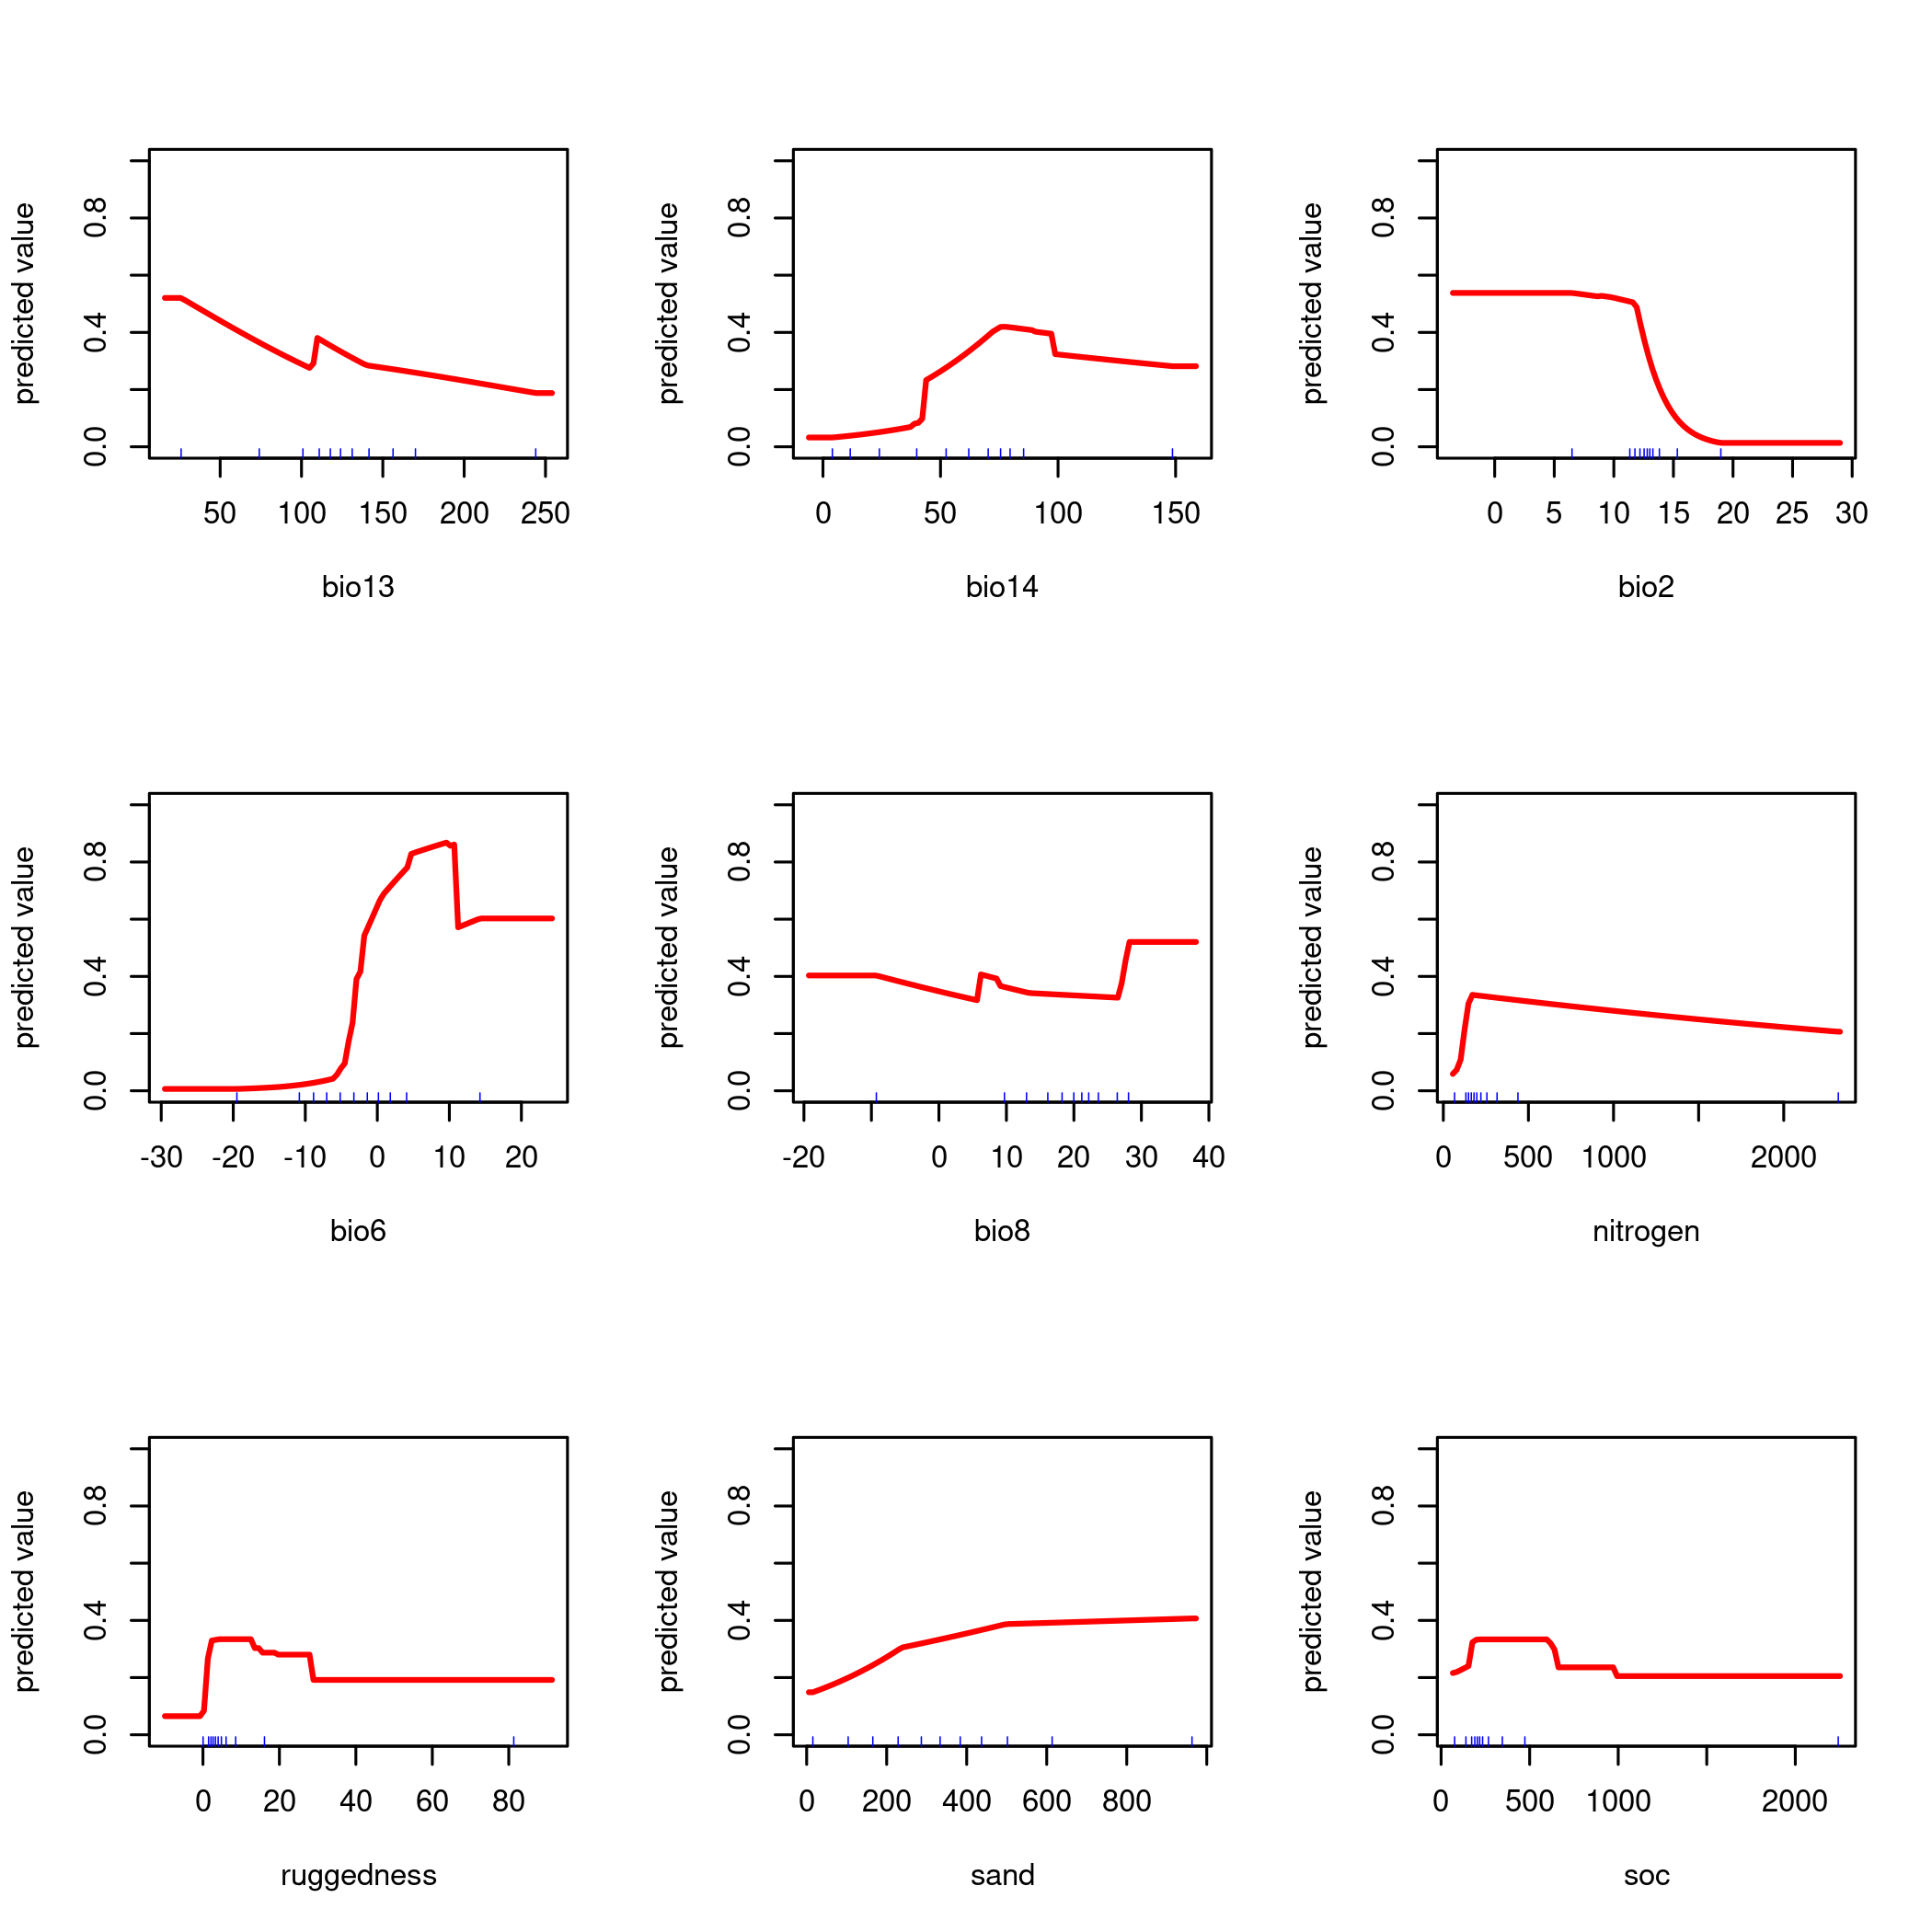 predicted value
0.0 0.4 0.8
50 100 150 200 250
bio13
predicted value
0.0 0.4 0.8
0 50 100 150
bio14
predicted value
0.0 0.4 0.8
0 5 10 15 20 25 30
bio2
predicted value
0.0 0.4 0.8
-30 -20 -10 0 10 20
bio6
predicted value
0.0 0.4 0.8
-20 0 10 20 30 40
bio8
predicted value
0.0 0.4 0.8
0 500 1000 2000
nitrogen
predicted value
0.0 0.4 0.8
0 20 40 60 80
ruggedness
predicted value
0.0 0.4 0.8
0 200 400 600 800
sand
predicted value
0.0 0.4 0.8
0 500 1000 2000
soc